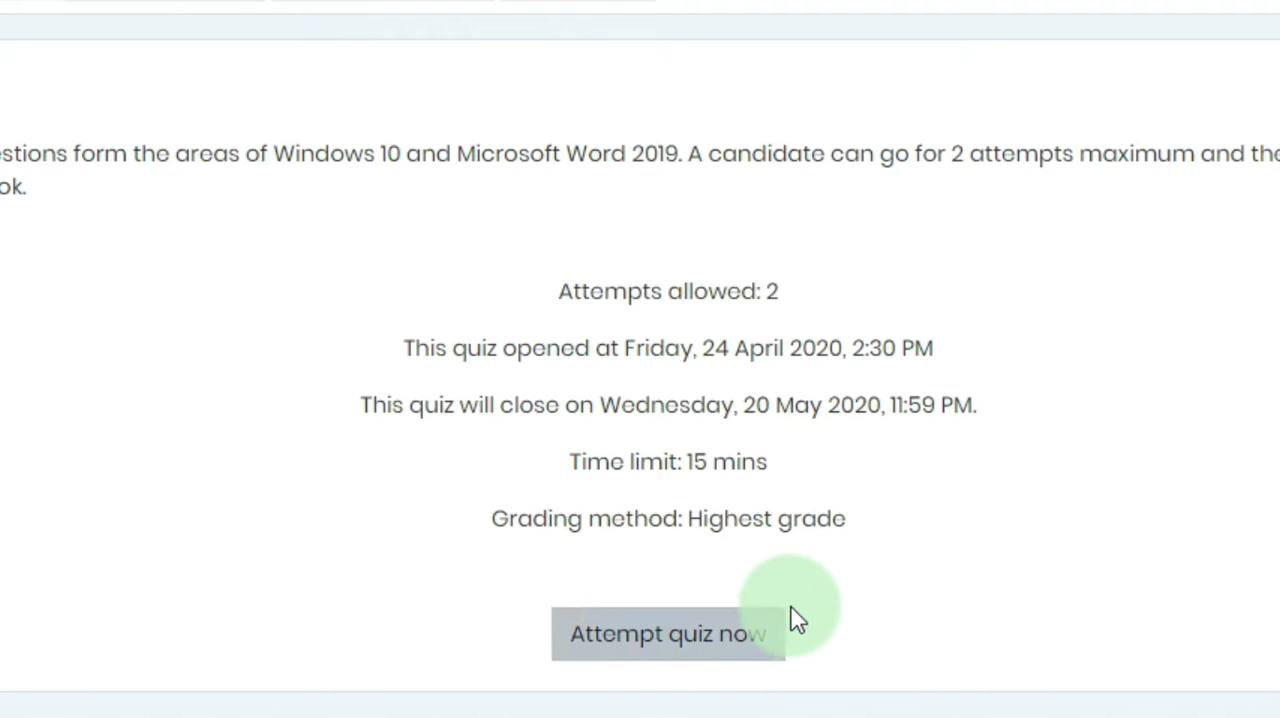 estions form the areas of Windows 10 and Microsoft Word 2019. A candidate can go for 2 attempts maximum and the
ok.
Attempts allowed: 2
This quiz opened at Friday, 24 April 2020, 2:30 PM
This quiz will close on Wednesday, 20 May 2020, 11:59 PM.
Time limit: 15 mins
Grading method: Highest grade
Attempt quiz now